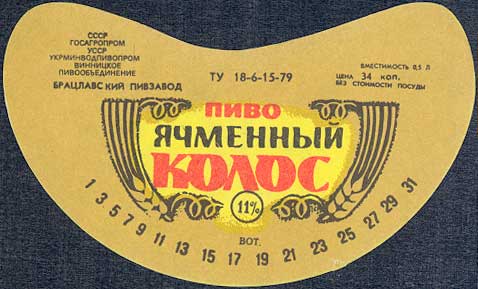 СССР
ГОСАГРОПРОМ
УССР
УКРМИНВОДПИВОПРОМ
ВИННИЦКОЕ
ПИВООБЪЕДИНЕНИЕ
БРАЦЛАВСКИЙ ПИВЗАВОД
ТУ 18-6-15-79
ВМЕСТИМОСТЬ 0,5 Л
ЦЕНА 34 КОП.
БЕЗ СТОИМОСТИ ПОСУДЫ
ПИВО
ЯЧМЕННЫЙ
КОЛОС
11%
ВОТ.
1 3 5 7 9 11 13 15 17 19 21 23 25 27 29 31